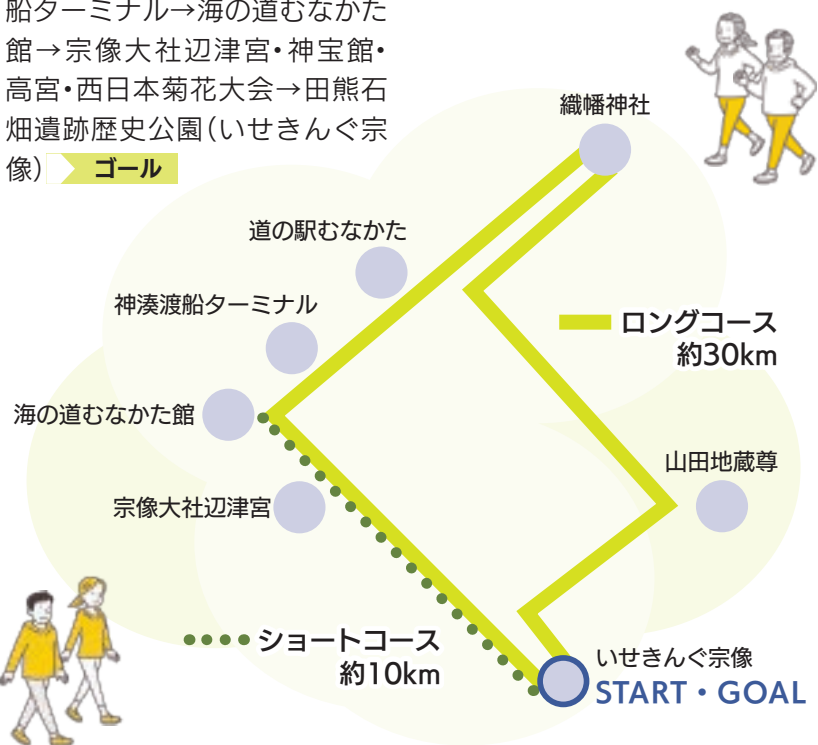 船ターミナル→海の道むなかた
館→宗像大社辺津宮・神宝館・
高宮・西日本菊花大会→田熊石
畑遺跡歴史公園(いせきんぐ宗
像) ゴール
織幡神社
道の駅むなかた
神湊渡船ターミナル
ロングコース
約30km
海の道むなかた館
山田地蔵尊
宗像大社辺津宮
ショートコース
約10km
いせきんぐ宗像
START・GOAL